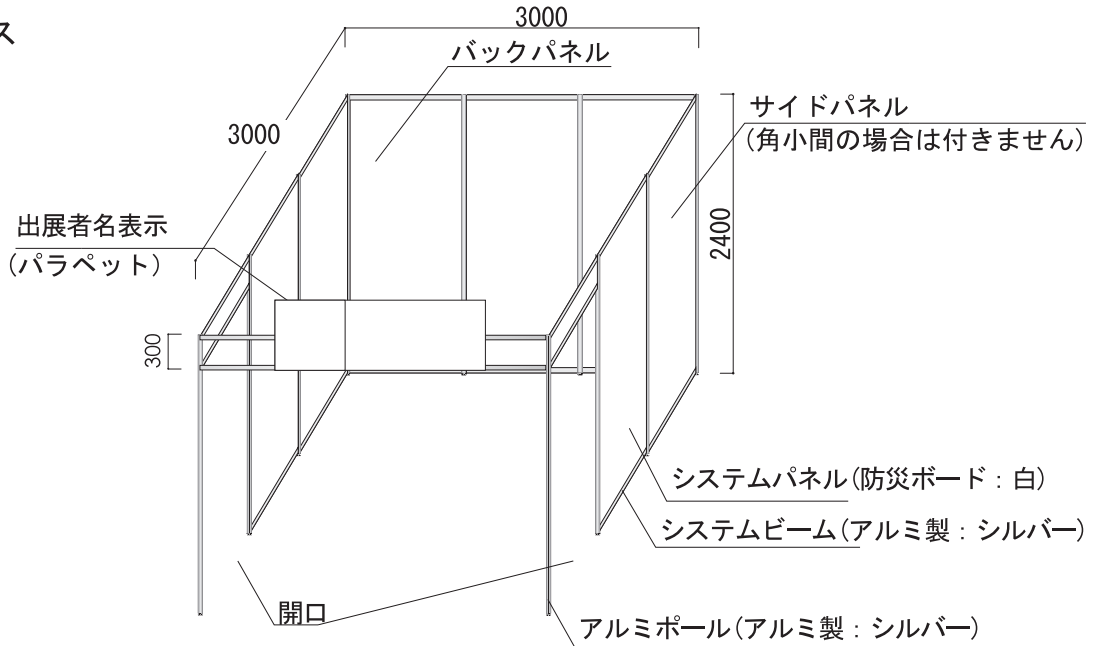 ス
3000
バックパネル
サイドパネル
(角小間の場合は付きません)
3000
出展者名表示
(パラペット)
2400
300
システムパネル(防災ボード：白)
システムビーム(アルミ製：シルバー)
開口
アルミポール(アルミ製：シルバー)